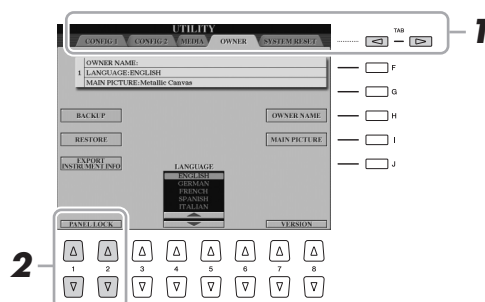 UTILITY
CONFIG 1 CONFIG 2 MEDIA OWNER SYSTEM RESET
TAB
1
OWNER NAME:
1 LANGUAGE:ENGLISH
MAIN PICTURE:Metallic Canvas
F
G
BACKUP OWNER NAME H
RESTORE MAIN PICTURE I
EXPORT
INSTRUMENT INFO
J
LANGUAGE
ENGLISH
GERMAN
FRENCH
SPANISH
ITALIAN
PANEL LOCK VERSION
2
1 2 3 4 5 6 7 8